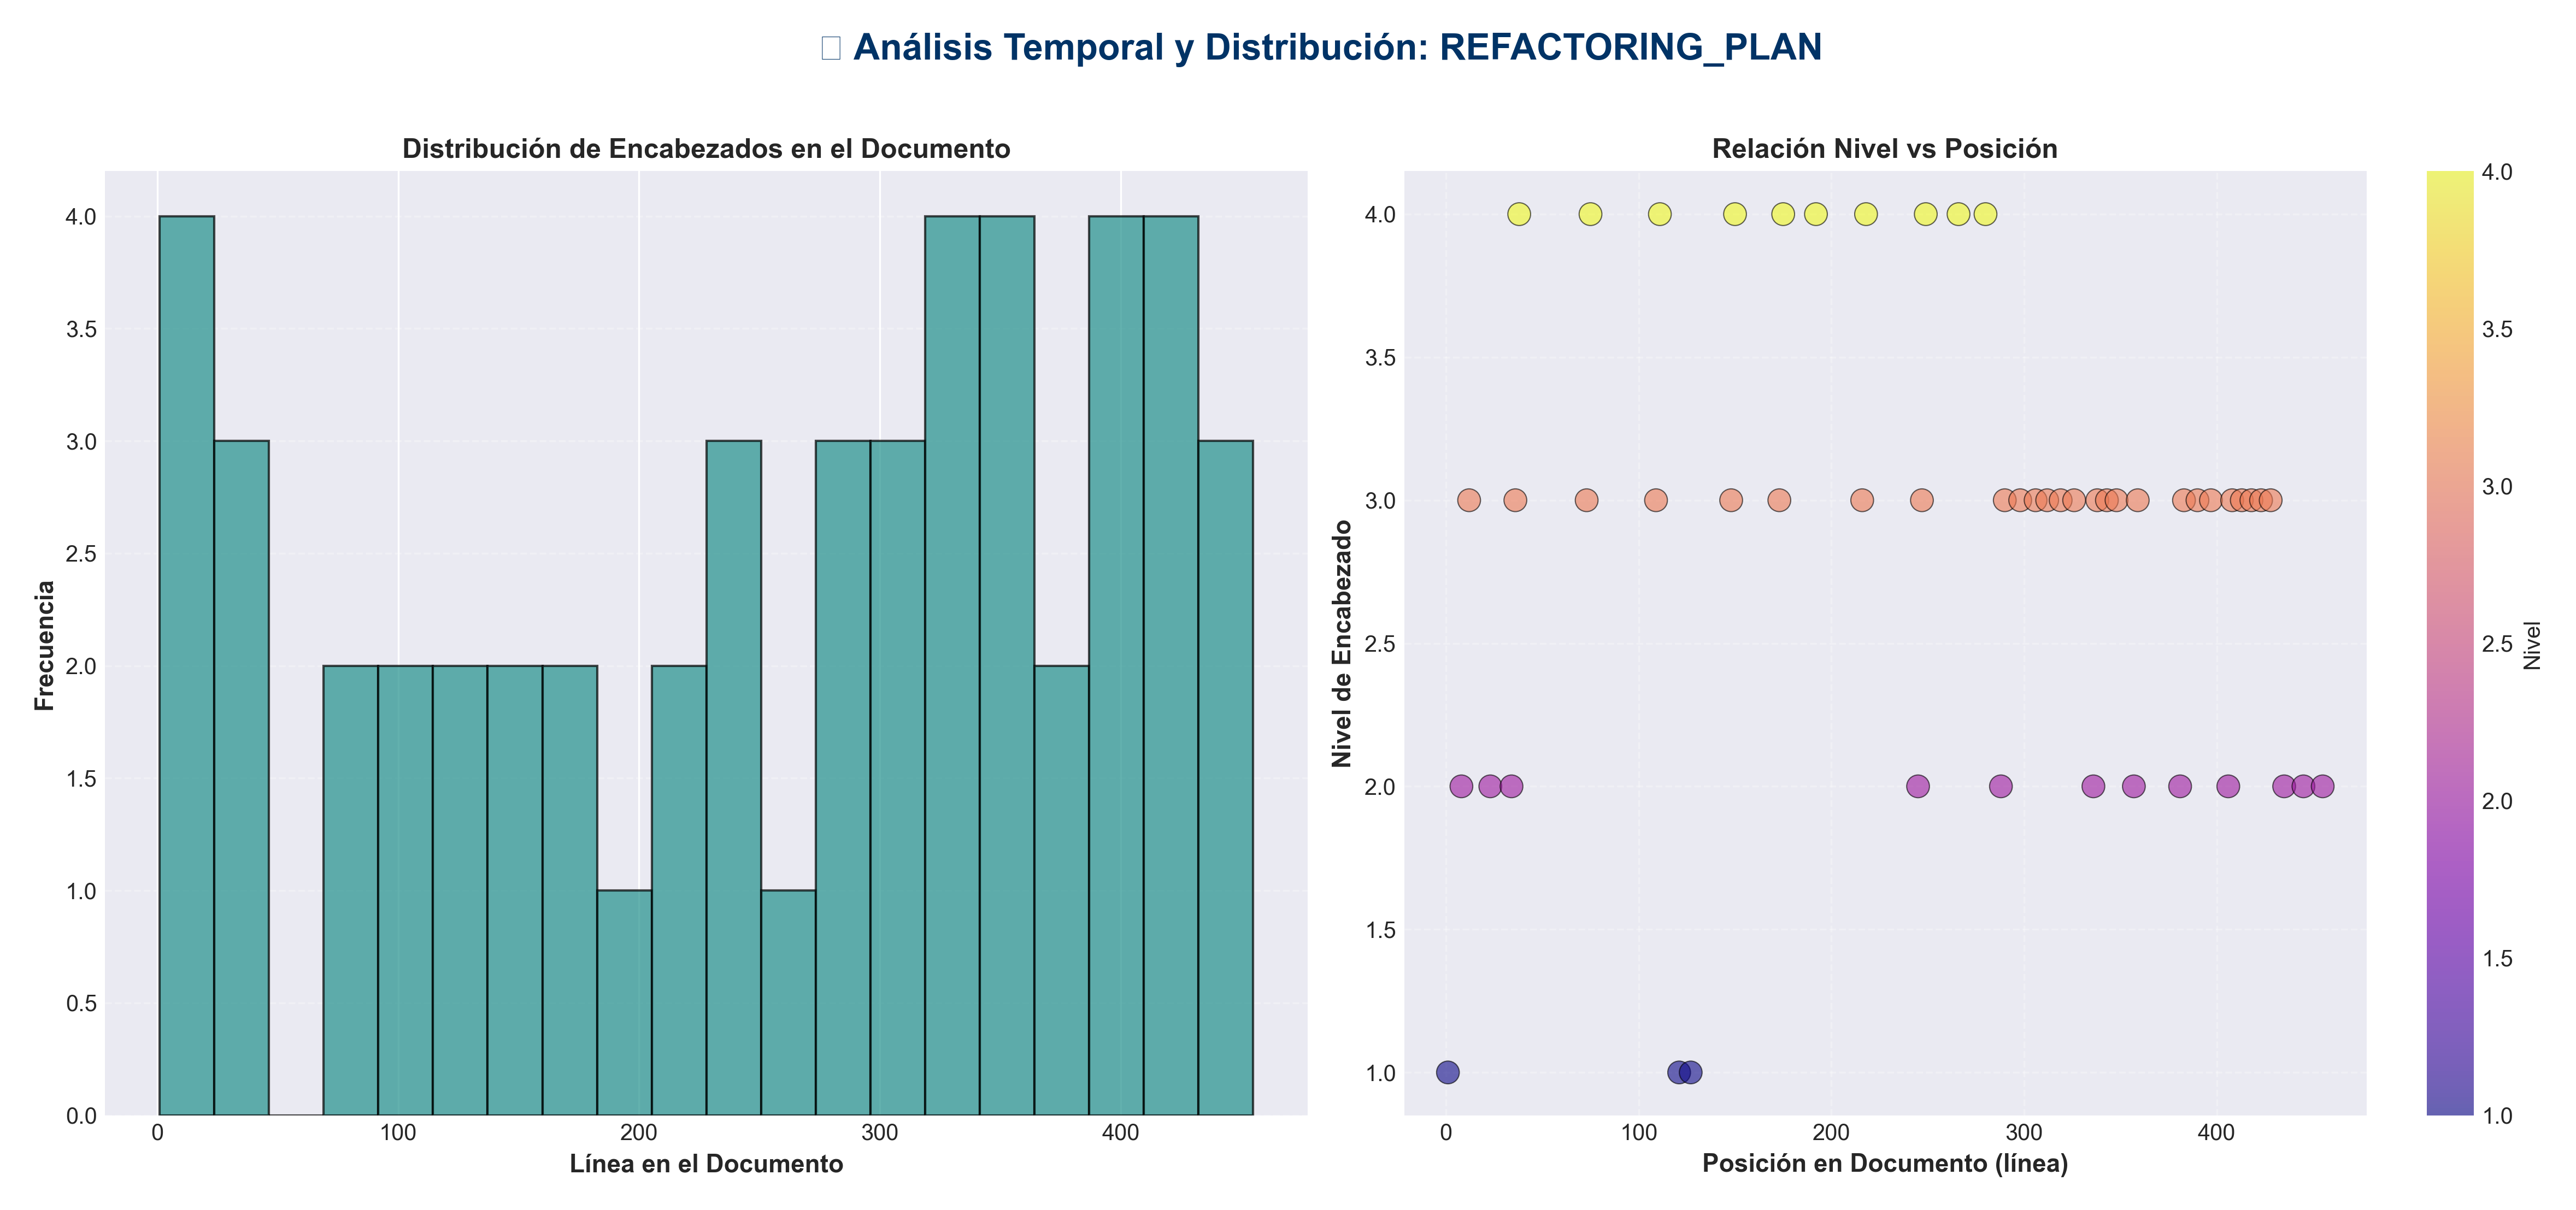 Análisis Temporal y Distribución: REFACTORING_PLAN
Distribución de Encabezados en el Documento
4.0
3.5
3.0
2.5
2.0
1.5
1.0
0.5
0.0
Frecuencia
0 100 200 300 400
Línea en el Documento
Relación Nivel vs Posición
4.0
3.5
3.0
2.5
2.0
1.5
1.0
Nivel de Encabezado
0 100 200 300 400
Posición en Documento (línea)
4.0
3.5
3.0
2.5
2.0
1.5
1.0
Nivel